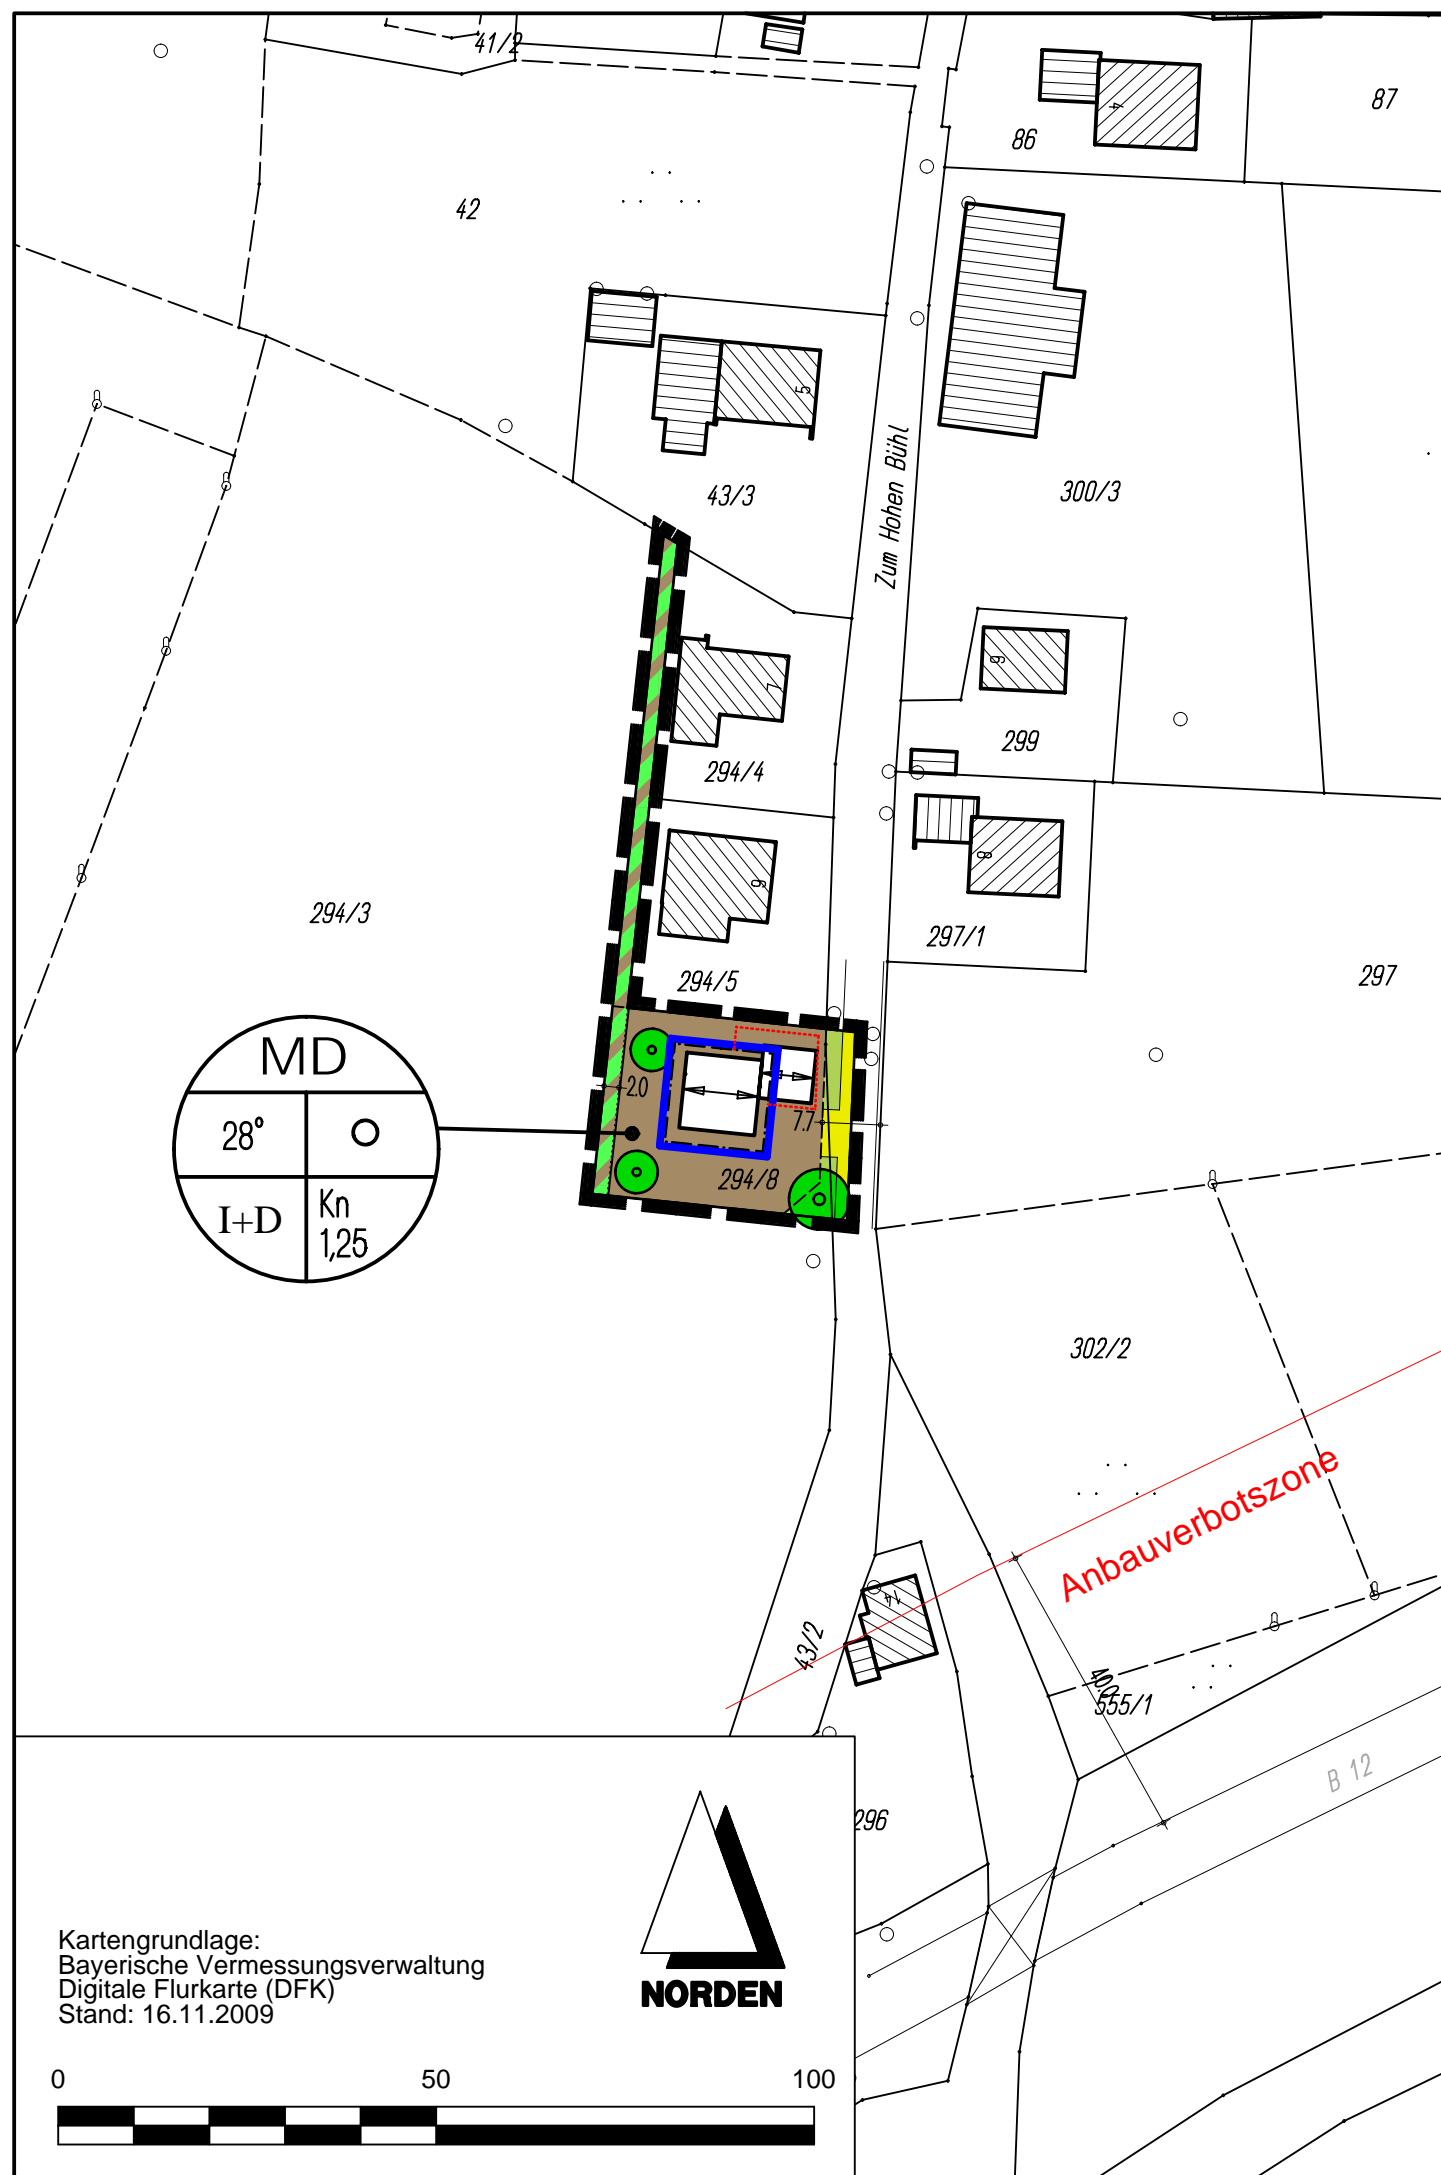 41/2
4
87
86
42
5
43/3
Zum Hohen Bühl
300/3
6
7
299
294/4
8
9
294/3
297/1
294/5
297
MD
28°
I+D
Kn
1,25
2.0
7.7
294/8
302/2
Anbauverbotszone
14
43/2
40.0
555/1
B 12
296
Kartengrundlage:
Bayerische Vermessungsverwaltung
Digitale Flurkarte (DFK)
Stand: 16.11.2009
NORDEN
0 50 100